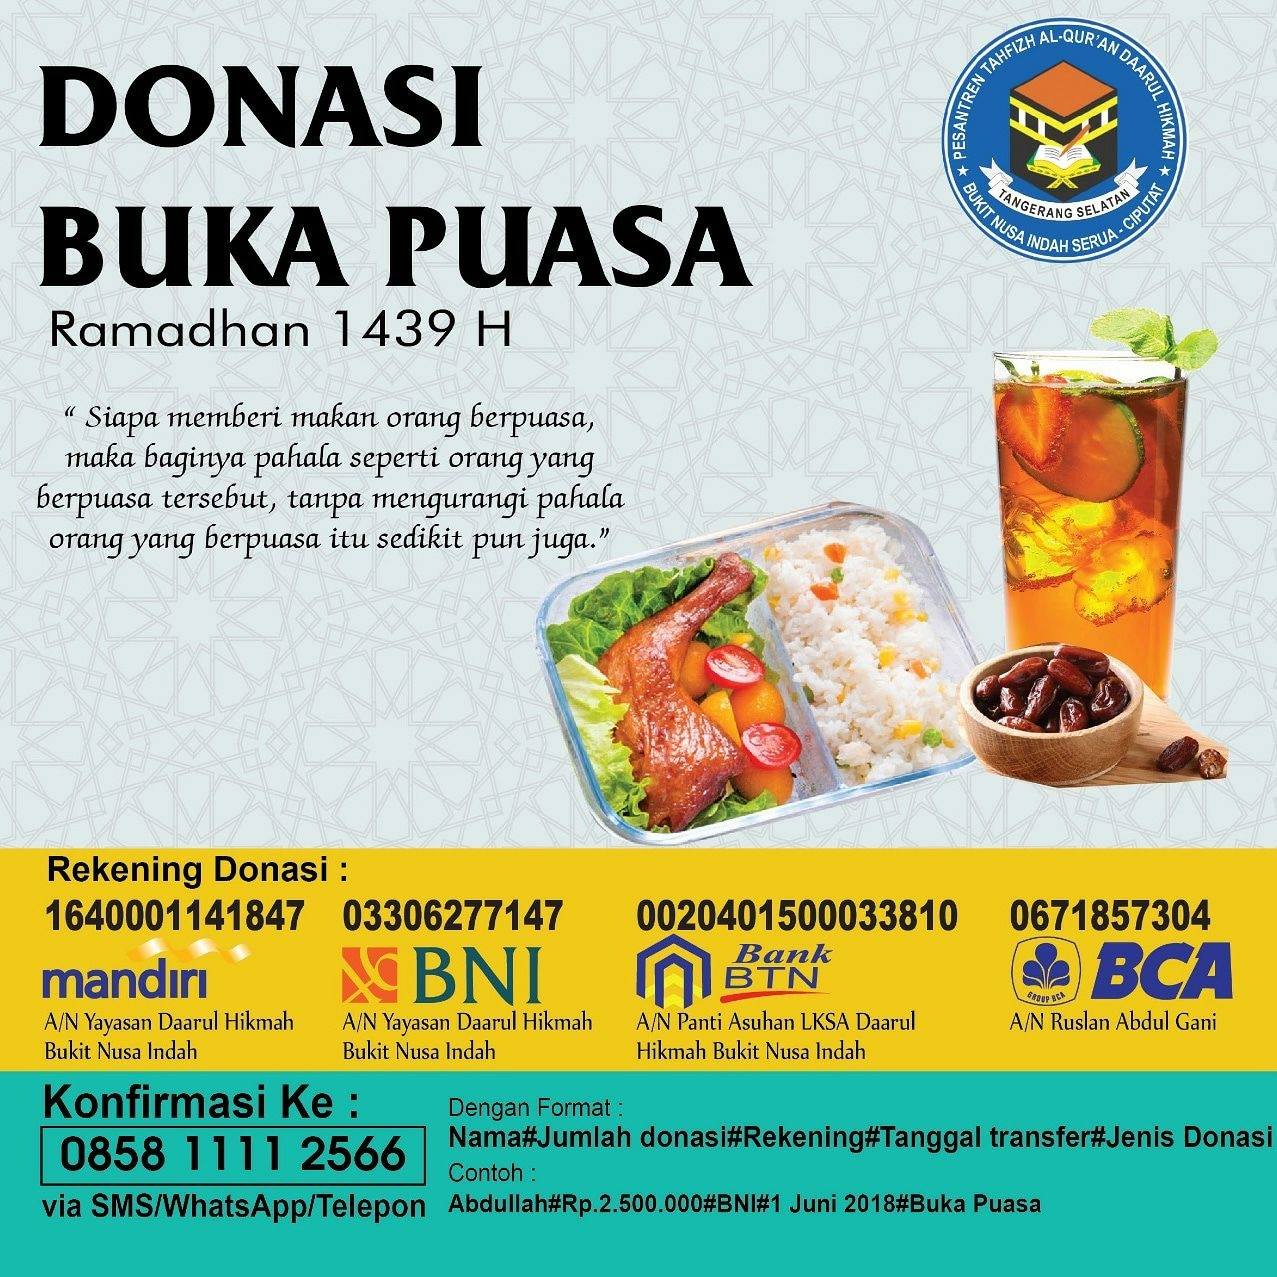 DONASI
BUKA PUASA
Ramadhan 1439 H
PESANTREN TAHFIZH AL-QUR'AN DAARUL HIKMAH
TANGERANG SELATAN
BUKIT NUSA INDAH SERUA - CIPUTAT
“ Siapa memberi makan orang berpuasa,
maka baginya pahala seperti orang yang
berpuasa tersebut, tanpa mengurangi pahala
orang yang berpuasa itu sedikit pun juga.”
Rekening Donasi :
1640001141847
mandiri
A/N Yayasan Daarul Hikmah
Bukit Nusa Indah
03306277147
BNI
A/N Yayasan Daarul Hikmah
Bukit Nusa Indah
0020401500033810
Bank
BTN
A/N Panti Asuhan LKSA Daarul
Hikmah Bukit Nusa Indah
0671857304
GROUP BCA
BCA
A/N Ruslan Abdul Gani
Konfirmasi Ke :
0858 1111 2566
via SMS/WhatsApp/Telepon
Dengan Format :
Nama#Jumlah donasi#Rekening#Tanggal transfer#Jenis Donasi
Contoh :
Abdullah#Rp.2.500.000#BNI#1 Juni 2018#Buka Puasa